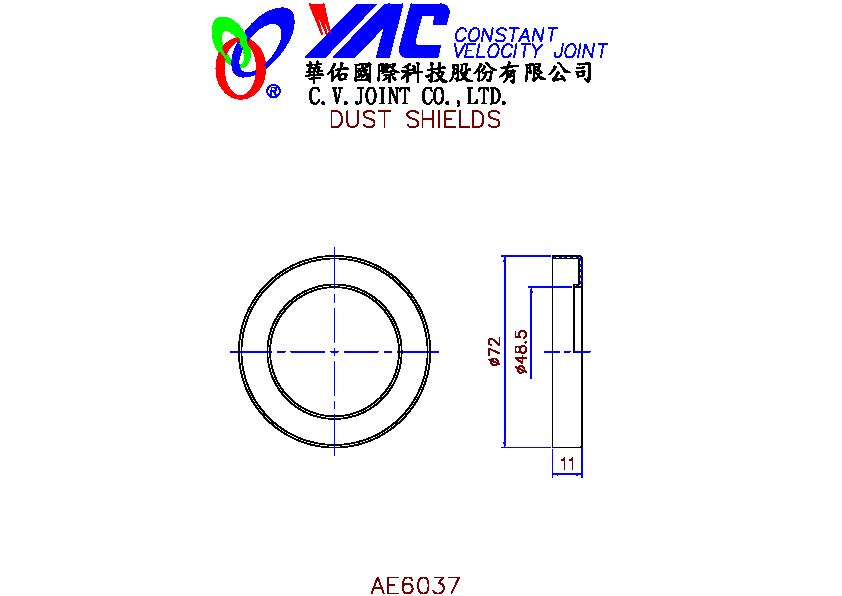 YAC CONSTANT
VELOCITY JOINT
®
華佑國際科技股份有限公司
C.V.JOINT CO.,LTD.
DUST SHIELDS
ø72
ø48.5
11
AE6037